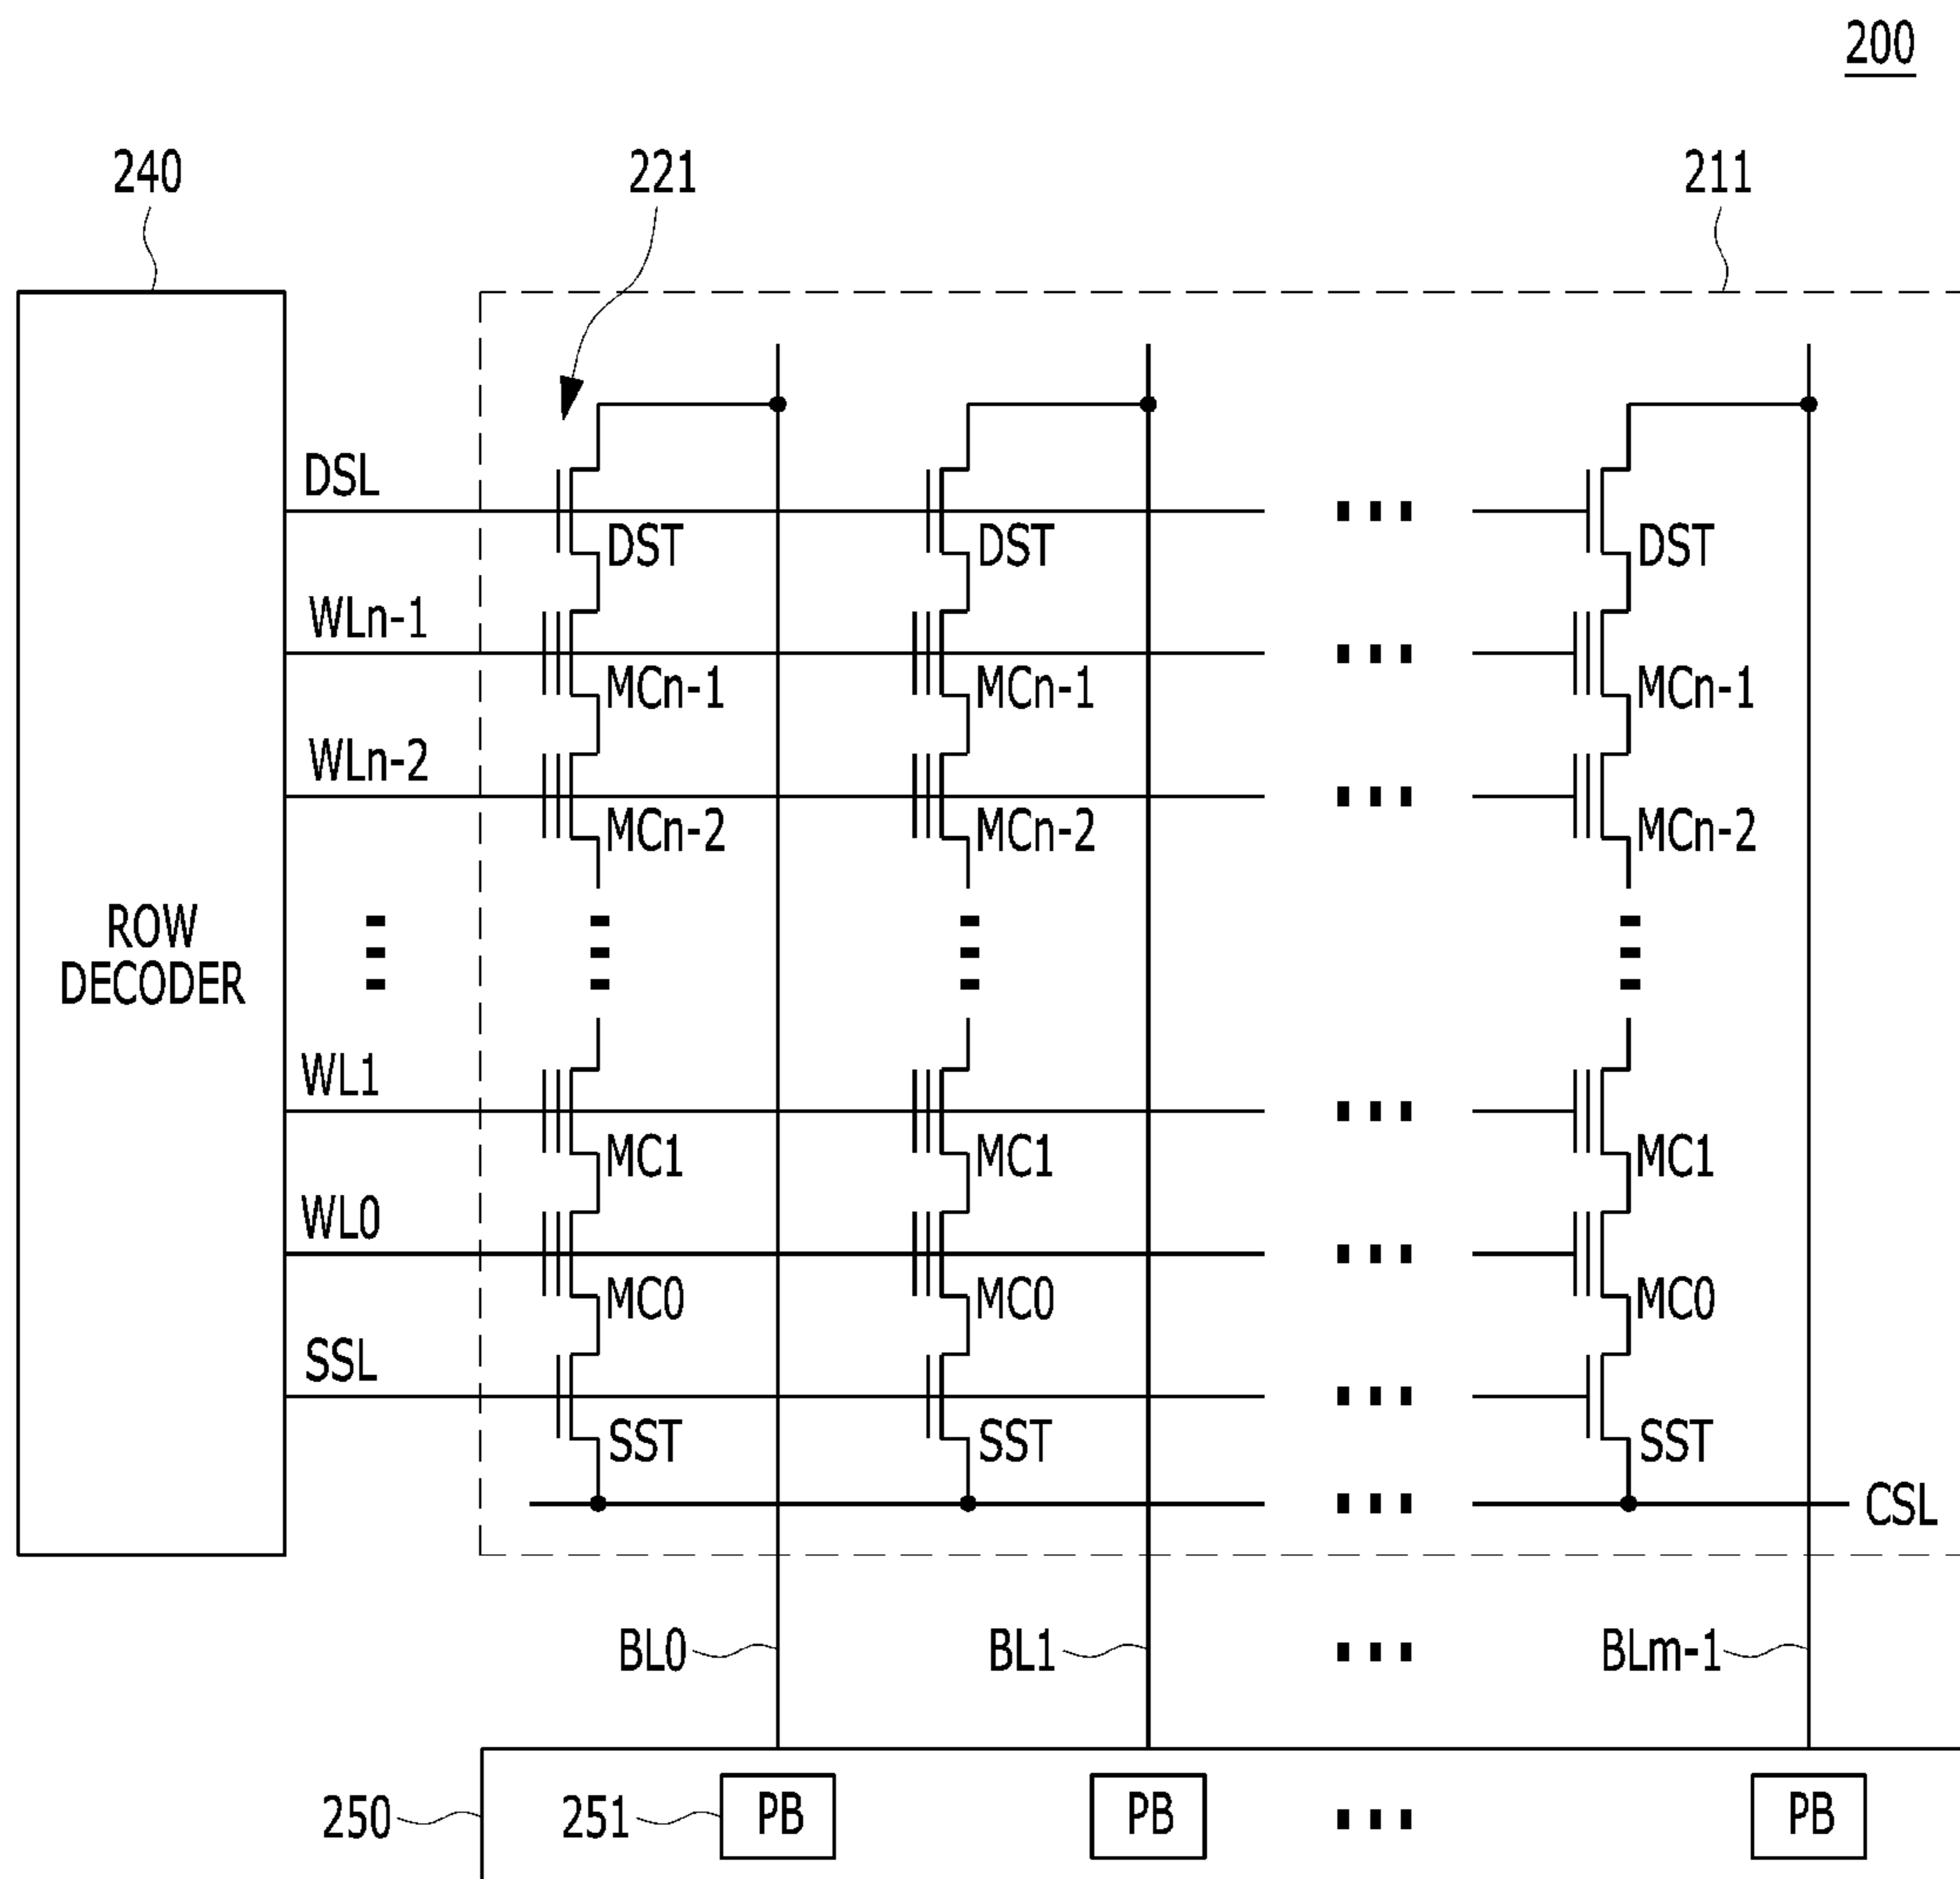 200
240 221 211
DSL
DST DST DST
WLn-1
MCn-1 MCn-1 MCn-1
WLn-2
MCn-2 MCn-2 MCn-2
ROW
DECODER
WL1
MC1 MC1 MC1
WL0
MC0 MC0 MC0
SSL
SST SST SST
CSL
BL0 BL1 BLm-1
250 251 PB PB PB